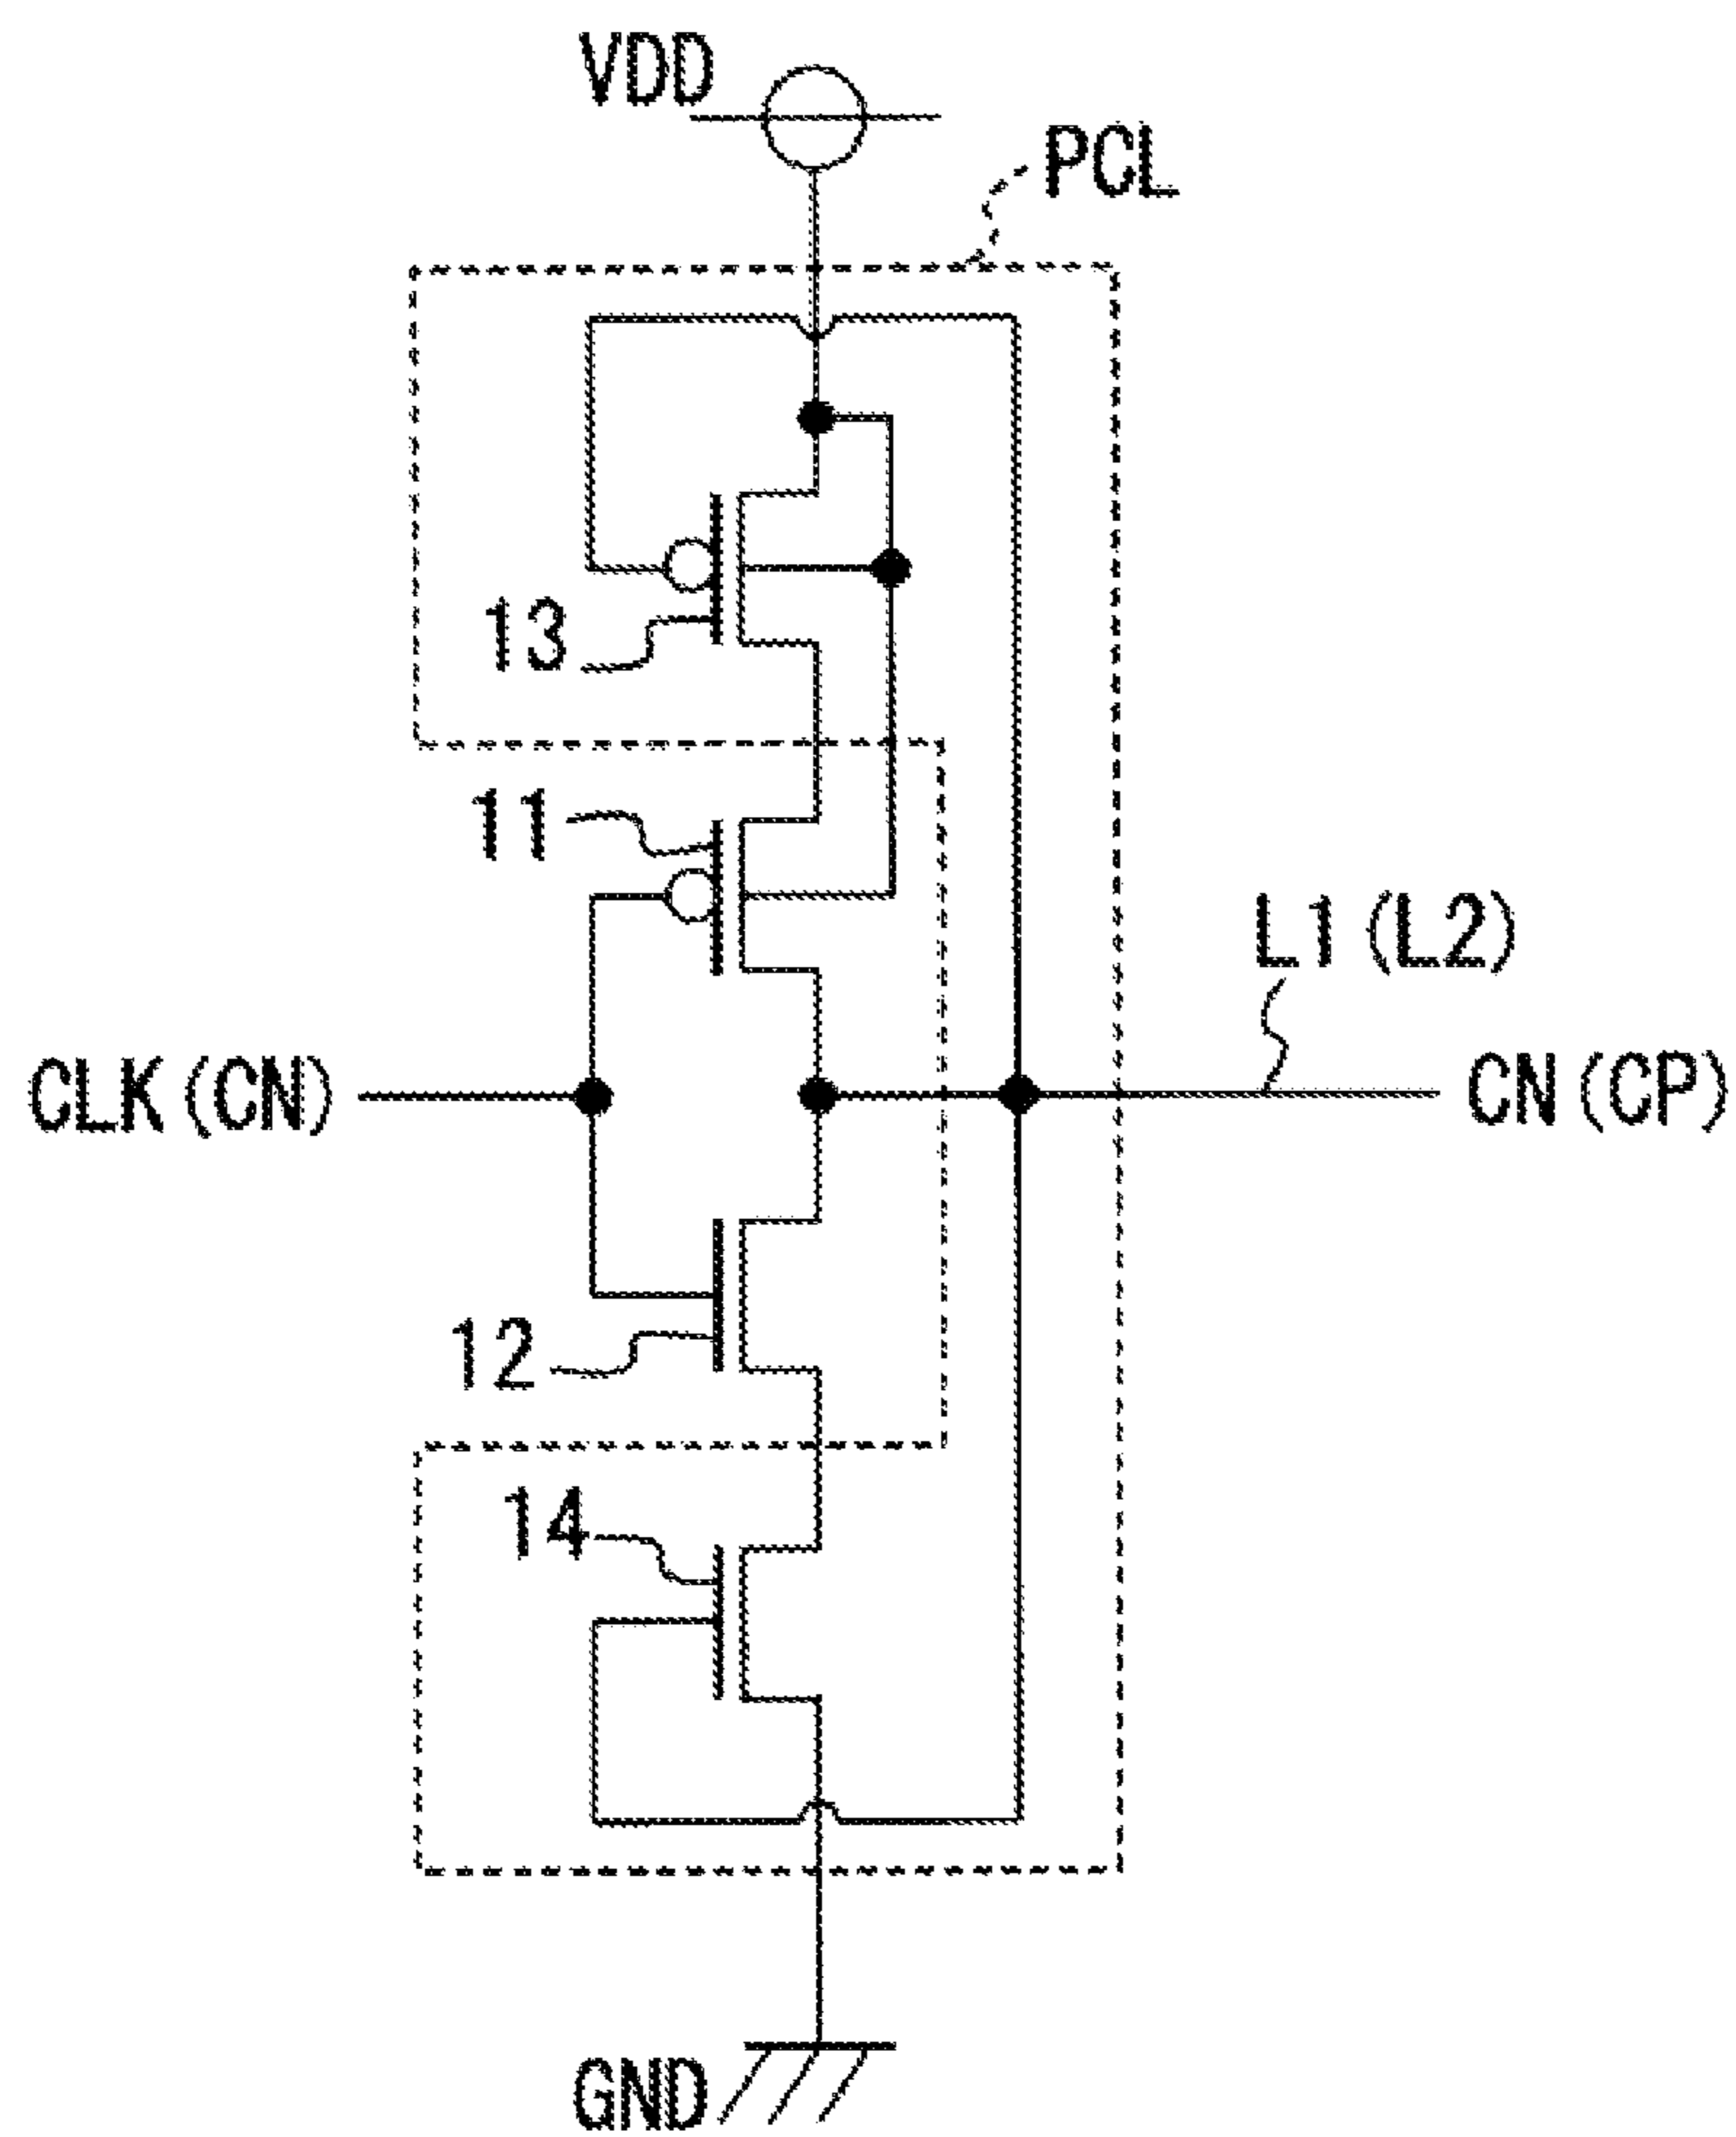 VDD
PCL
13
11
L1(L2)
CLK(CN)
CN(CP)
12
14
GND